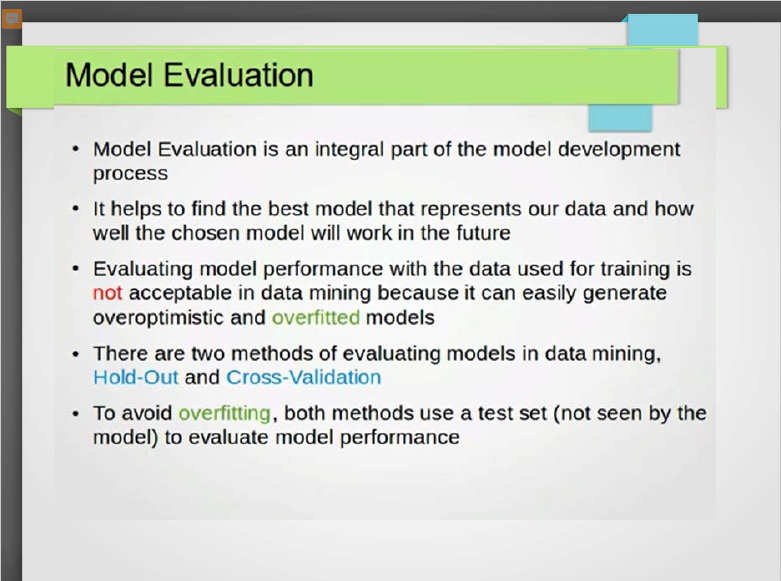 Model Evaluation
• Model Evaluation is an integral part of the model development
process
• It helps to find the best model that represents our data and how
well the chosen model will work in the future
• Evaluating model performance with the data used for training is
not acceptable in data mining because it can easily generate
overoptimistic and overfitted models
• There are two methods of evaluating models in data mining,
Hold-Out and Cross-Validation
• To avoid overfitting, both methods use a test set (not seen by the
model) to evaluate model performance